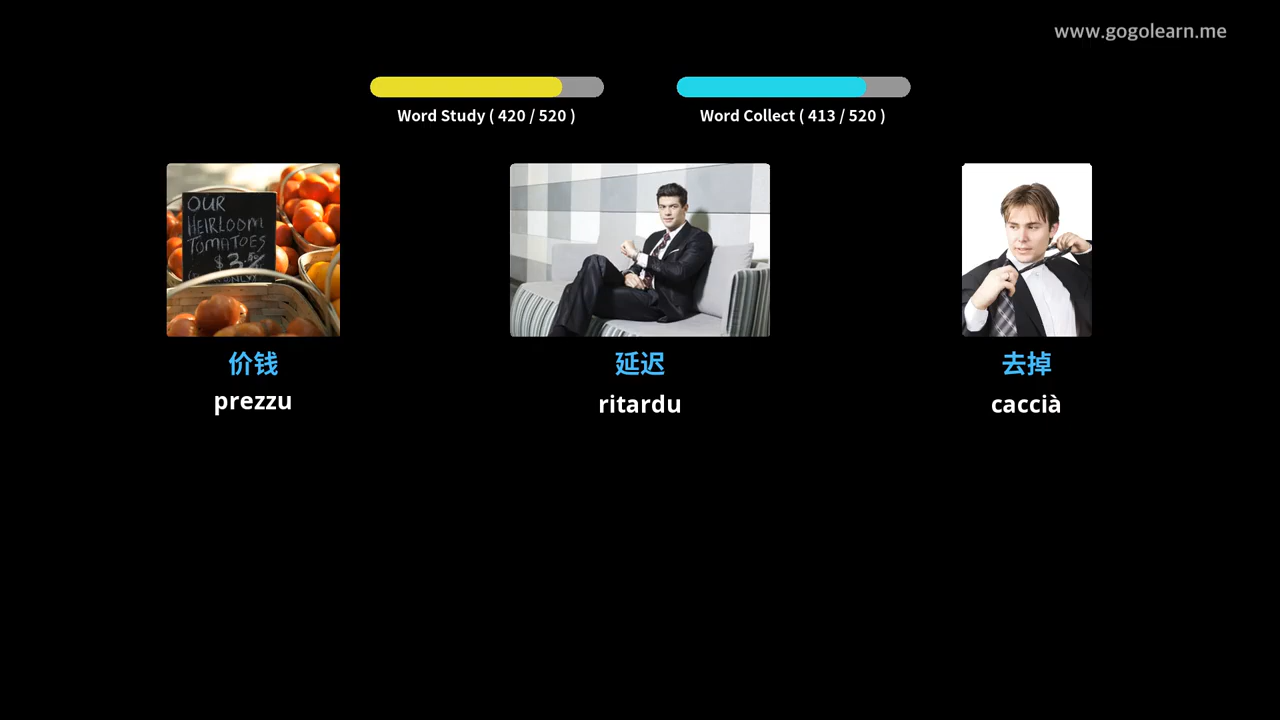 www.gogolearn.me
Word Study ( 420 / 520 )
Word Collect ( 413 / 520 )
OUR
HEIRLOOM
TOMATOES
价钱
延迟
去掉
prezzu
ritardu
caccià